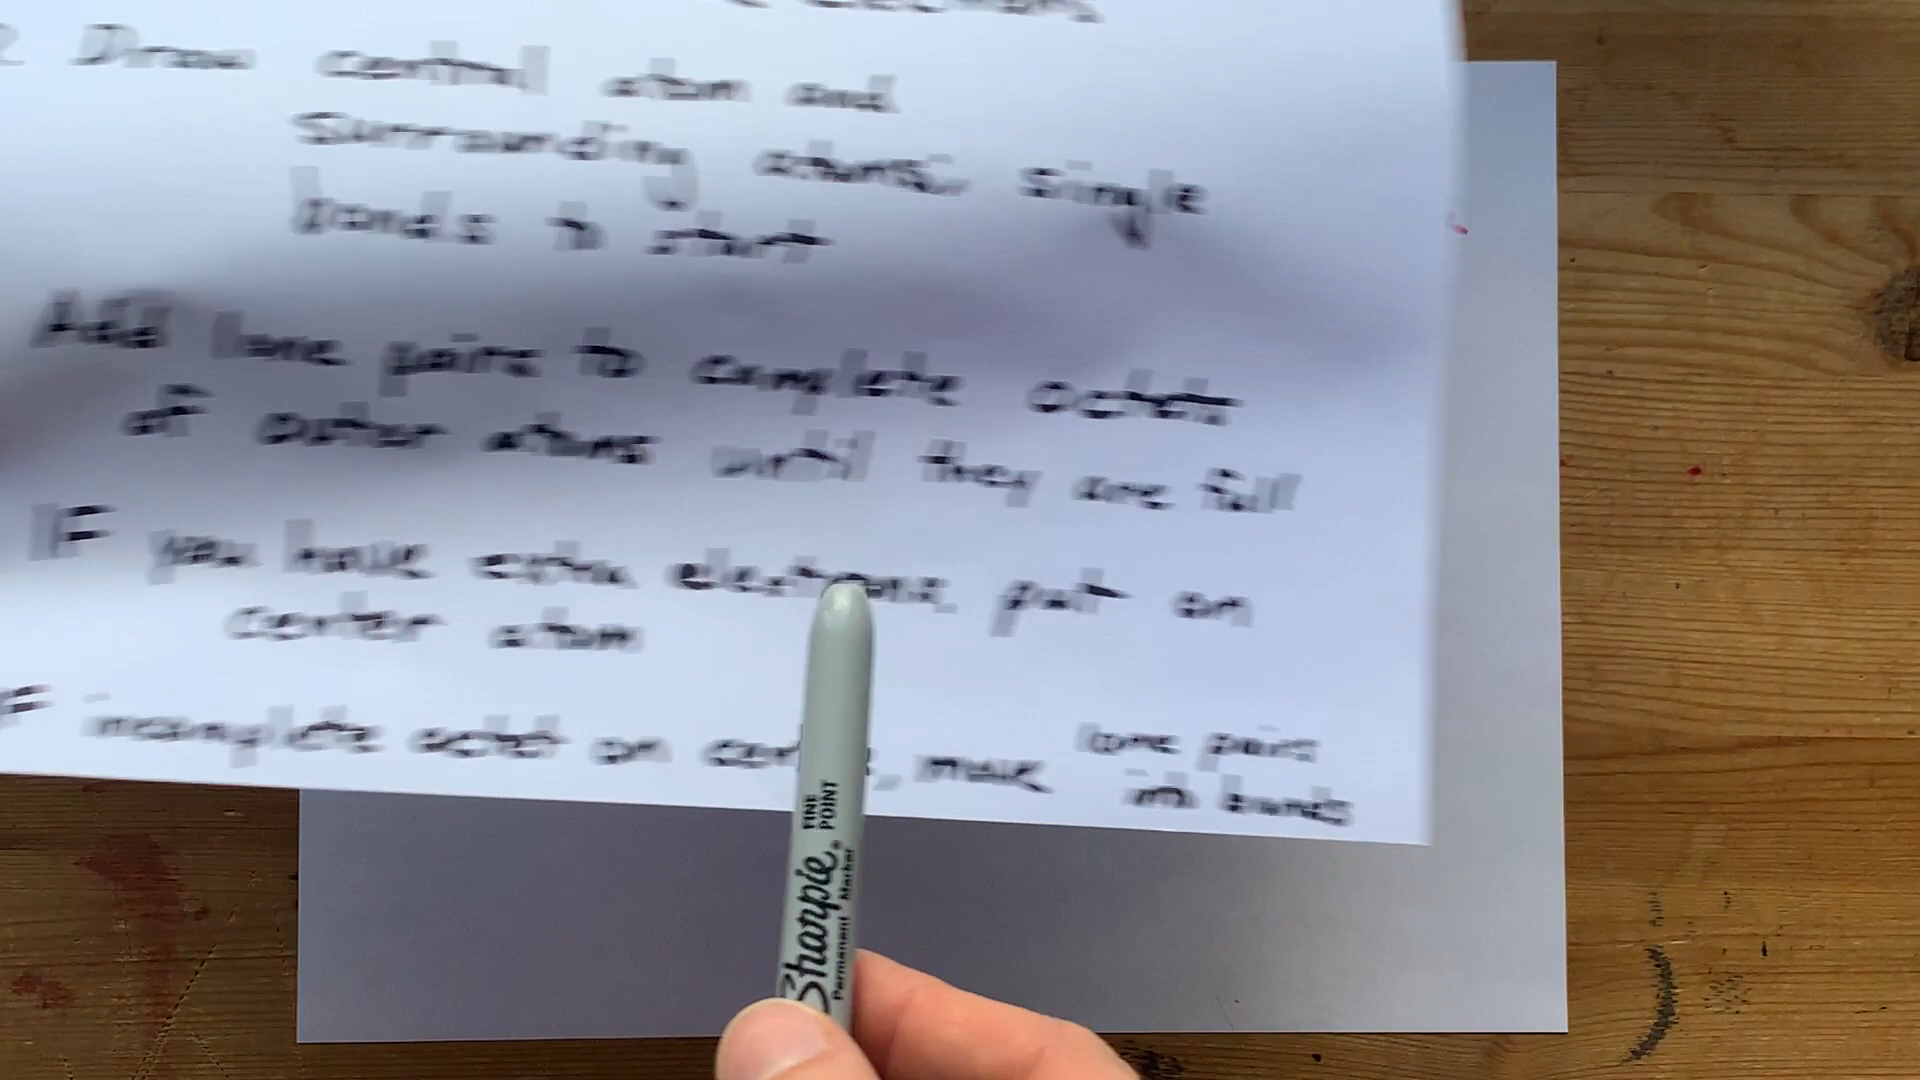 2 Draw central atom and
surrounding atoms, single
bonds to start
Add lone pairs to complete octets
of outer atoms until they are full
IF you have extra electrons, put on
center atom
IF incomplete octet on , make lone pairs
into bonds
FINE
POINT
Sharpie®
Permanent Marker